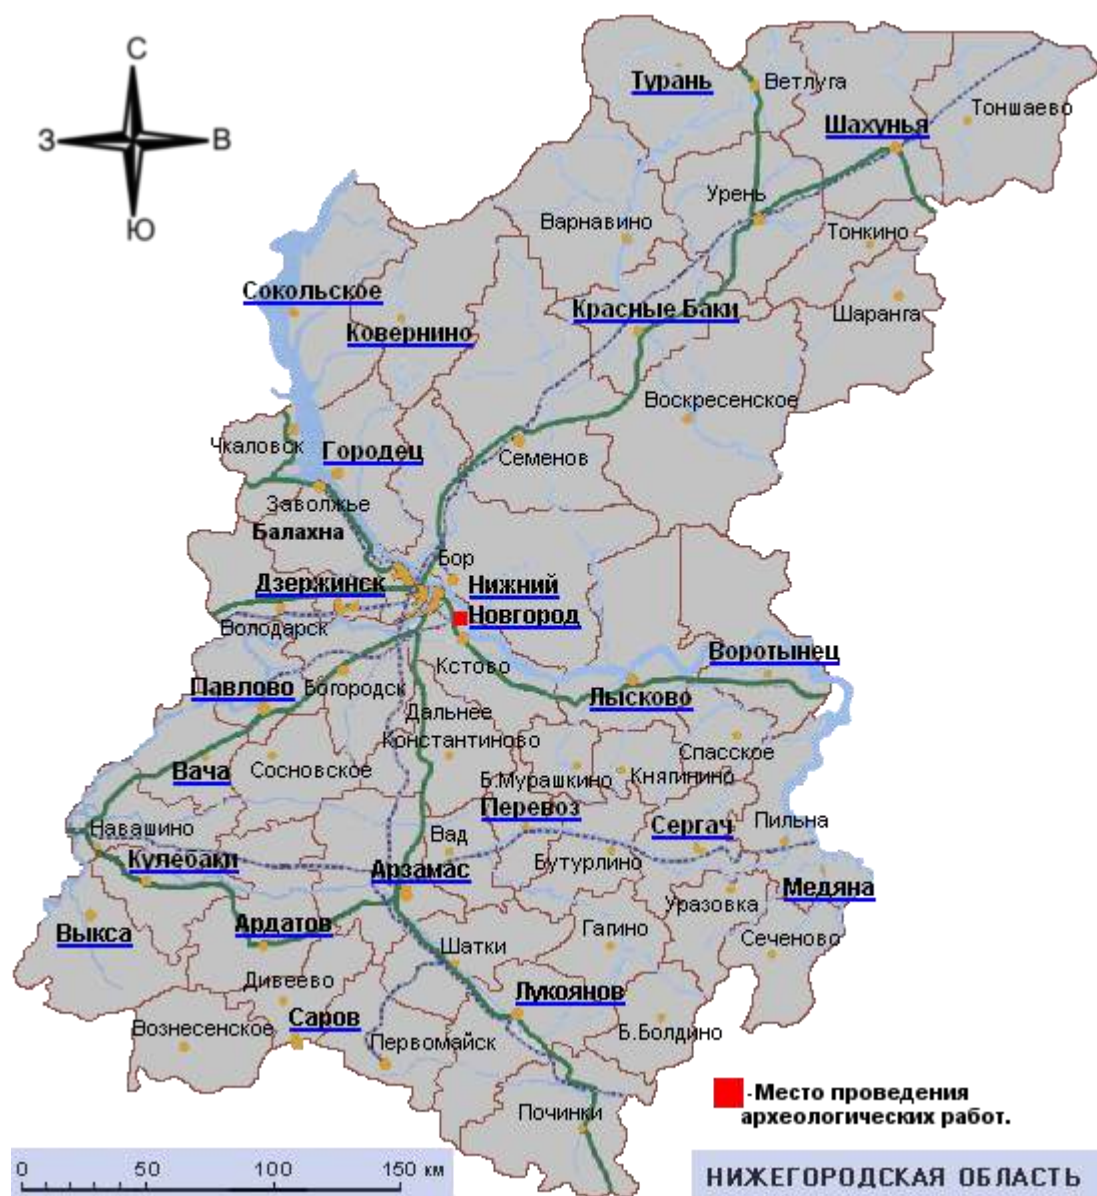 С
Турань
Ветлуга
Тоншаево
Шахунья
З
В
Урень
Варнавино
Тонкино
Ю
Сокольское
Красные Баки
Шаранга
Ковернино
Воскресенское
Чкаловск
Городец
Семенов
Заволжье
Балахна
Бор
Дзержинск
Нижний
Новгород
Володарск
Кстово
Воротынец
Павлово
Богородск
Лысково
Дальнее
Константиново
Спасское
Вача
Сосновское
Б.Мурашкино
Княгинино
Перевоз
Навашино
Вад
Сергач
Пильна
Кулебаки
Арзамас
Бутурлино
Медяна
Уразовка
Выкса
Ардатов
Шатки
Гагино
Сеченово
Дивеево
Лукоянов
Саров
Вознесенское
Первомайск
Б.Болдино
Починки
-Место проведения
археологических работ.
0 50 100 150 км
НИЖЕГОРОДСКАЯ ОБЛАСТЬ